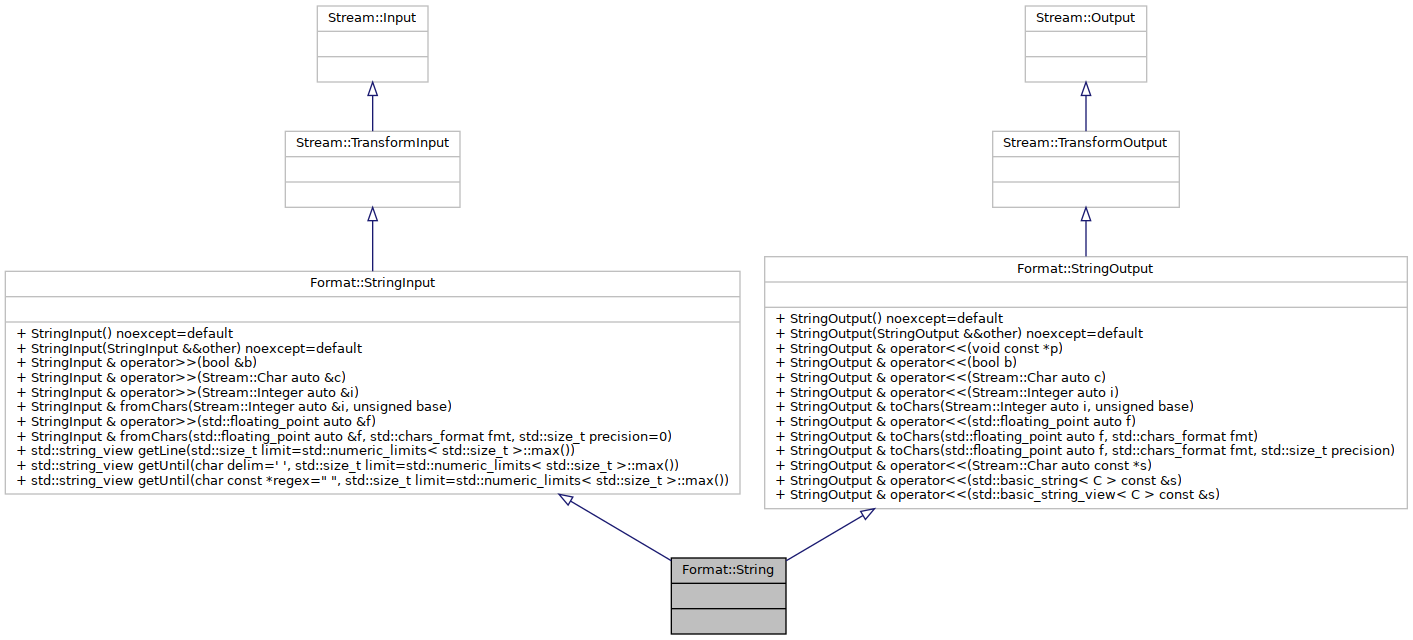 Stream::Input
Stream::Output
Stream::TransformInput
Stream::TransformOutput
Format::StringInput
+ StringInput() noexcept=default
+ StringInput(StringInput &&other) noexcept=default
+ StringInput & operator>>(bool &b)
+ StringInput & operator>>(Stream::Char auto &c)
+ StringInput & operator>>(Stream::Integer auto &i)
+ StringInput & fromChars(Stream::Integer auto &i, unsigned base)
+ StringInput & operator>>(std::floating_point auto &f)
+ StringInput & fromChars(std::floating_point auto &f, std::chars_format fmt, std::size_t precision=0)
+ std::string_view getLine(std::size_t limit=std::numeric_limits< std::size_t >::max())
+ std::string_view getUntil(char delim=' ', std::size_t limit=std::numeric_limits< std::size_t >::max())
+ std::string_view getUntil(char const *regex=" ", std::size_t limit=std::numeric_limits< std::size_t >::max())
Format::StringOutput
+ StringOutput() noexcept=default
+ StringOutput(StringOutput &&other) noexcept=default
+ StringOutput & operator<<(void const *p)
+ StringOutput & operator<<(bool b)
+ StringOutput & operator<<(Stream::Char auto c)
+ StringOutput & operator<<(Stream::Integer auto i)
+ StringOutput & toChars(Stream::Integer auto i, unsigned base)
+ StringOutput & operator<<(std::floating_point auto f)
+ StringOutput & toChars(std::floating_point auto f, std::chars_format fmt)
+ StringOutput & toChars(std::floating_point auto f, std::chars_format fmt, std::size_t precision)
+ StringOutput & operator<<(Stream::Char auto const *s)
+ StringOutput & operator<<(std::basic_string< C > const &s)
+ StringOutput & operator<<(std::basic_string_view< C > const &s)
Format::String